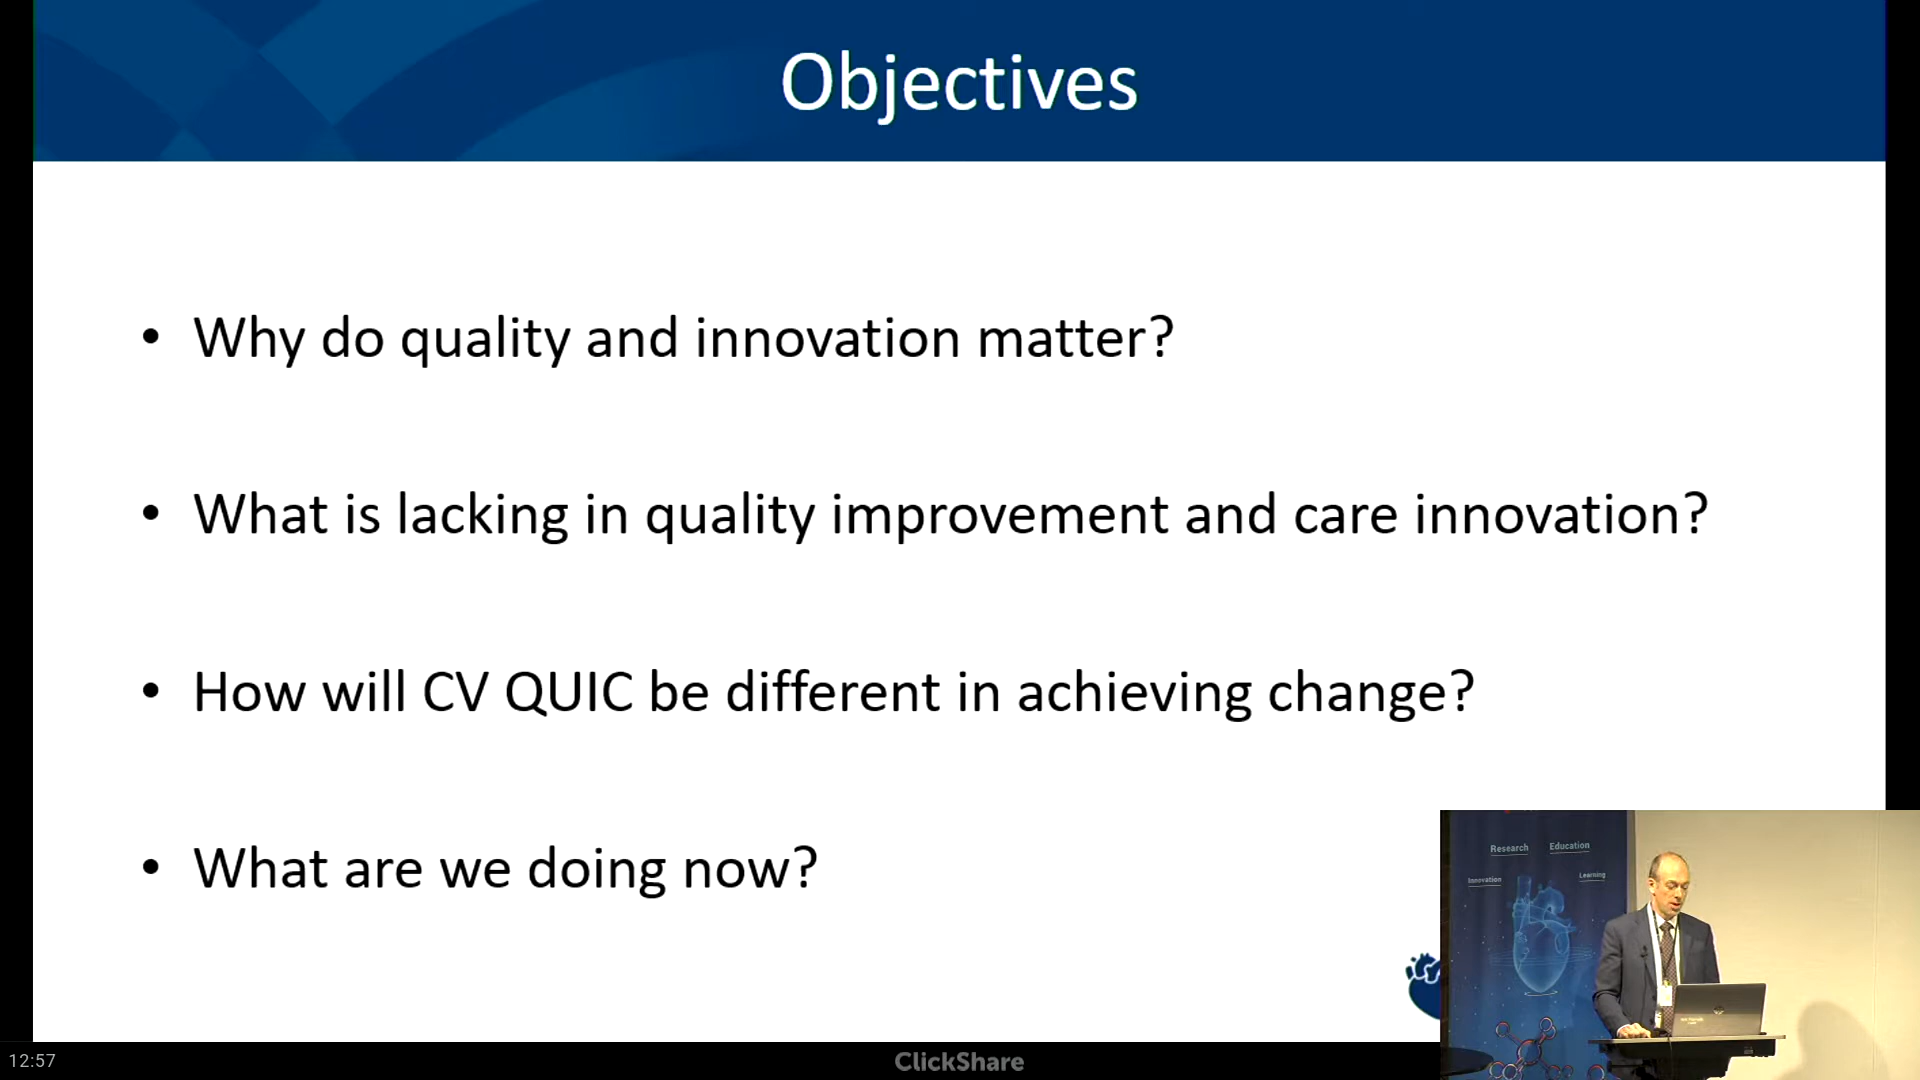 Objectives
• Why do quality and innovation matter?
• What is lacking in quality improvement and care innovation?
• How will CV QUIC be different in achieving change?
• What are we doing now?
Research Education
Innovation Learning
12:57
ClickShare